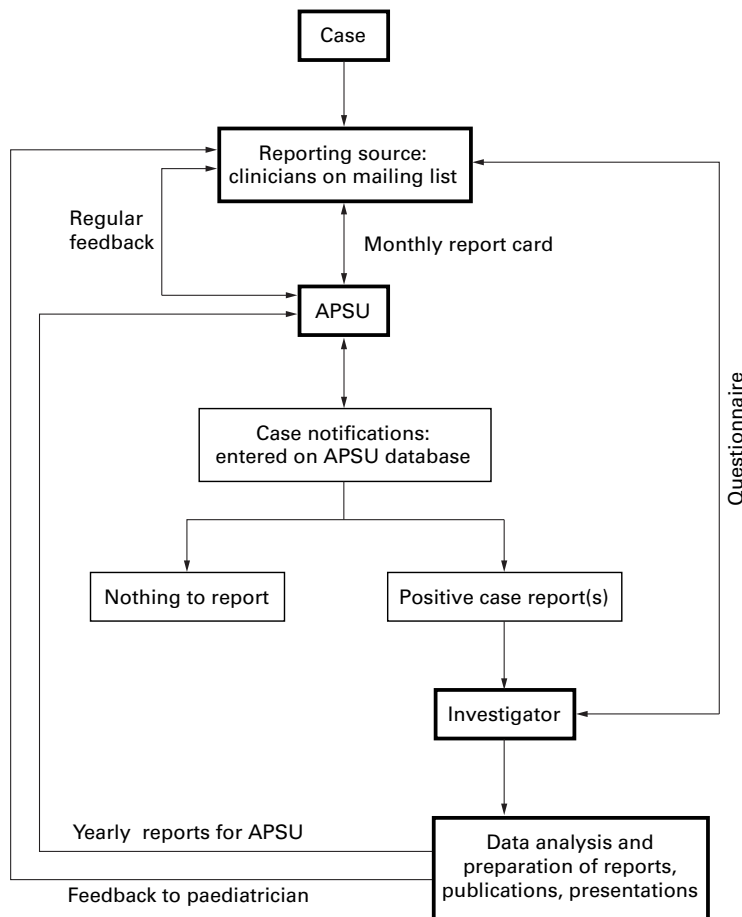 Case
Reporting source:
clinicians on mailing list
Regular
feedback
Monthly report card
APSU
Questionnaire
Case notifications:
entered on APSU database
Nothing to report
Positive case report(s)
Investigator
Yearly reports for APSU
Data analysis and
preparation of reports,
publications, presentations
Feedback to paediatrician